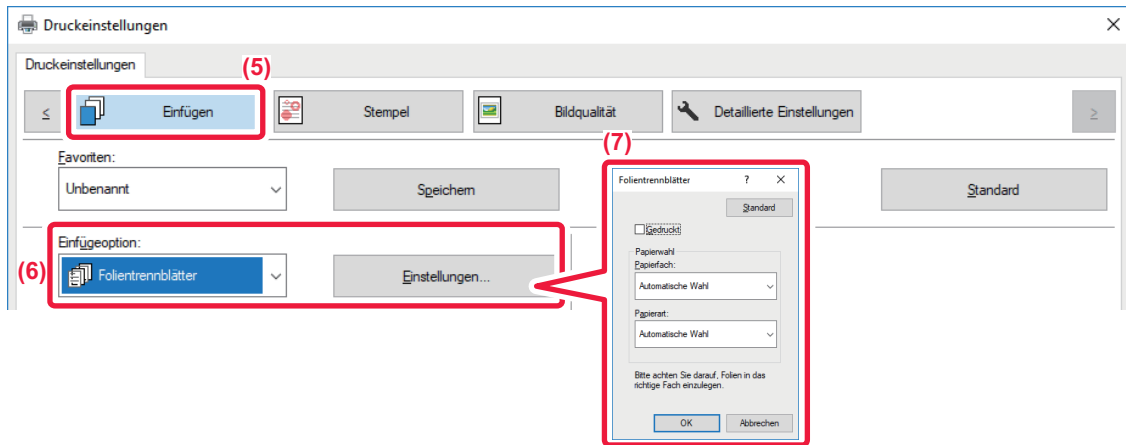 Druckeinstellungen
Druckeinstellungen
(5)
<
Einfügen
Stempel
Bildqualität
Detaillierte Einstellungen
>
(7)
Favoriten:
Unbenannt
Speichern
Standard
(6)
Einfügeoption:
Folientrennblätter
Einstellungen...
Folientrennblätter ?
Standard
Gedruckt
Papierwahl
Papierfach:
Automatische Wahl
Papierart:
Automatische Wahl
Bitte achten Sie darauf, Folien in das
richtige Fach einzulegen.
OK Abbrechen